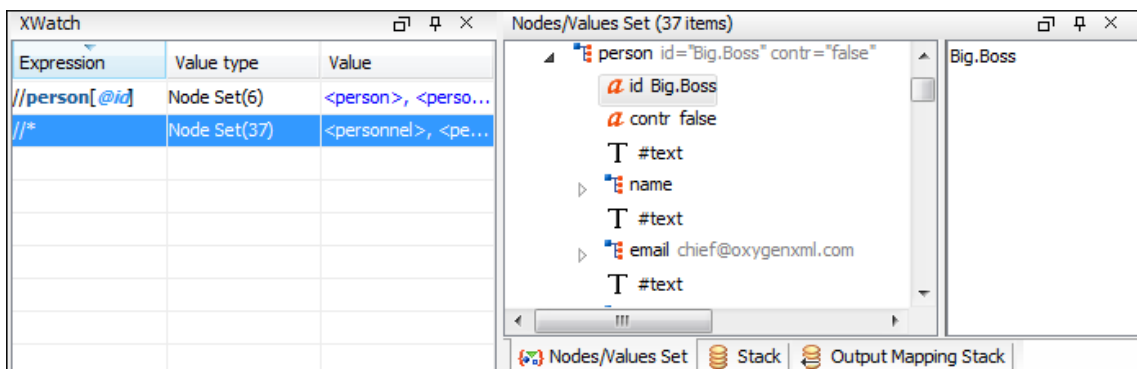 XWatch
Expression Value type Value
//person[@id] Node Set(6) <person>, <perso...
//* Node Set(37) <personnel>, <pe...
Nodes/Values Set (37 items)
person id="Big.Boss" contr="false"
a id Big.Boss
a contr false
T #text
name
T #text
email chief@oxygenxml.com
T #text
Big.Boss
Nodes/Values Set Stack Output Mapping Stack